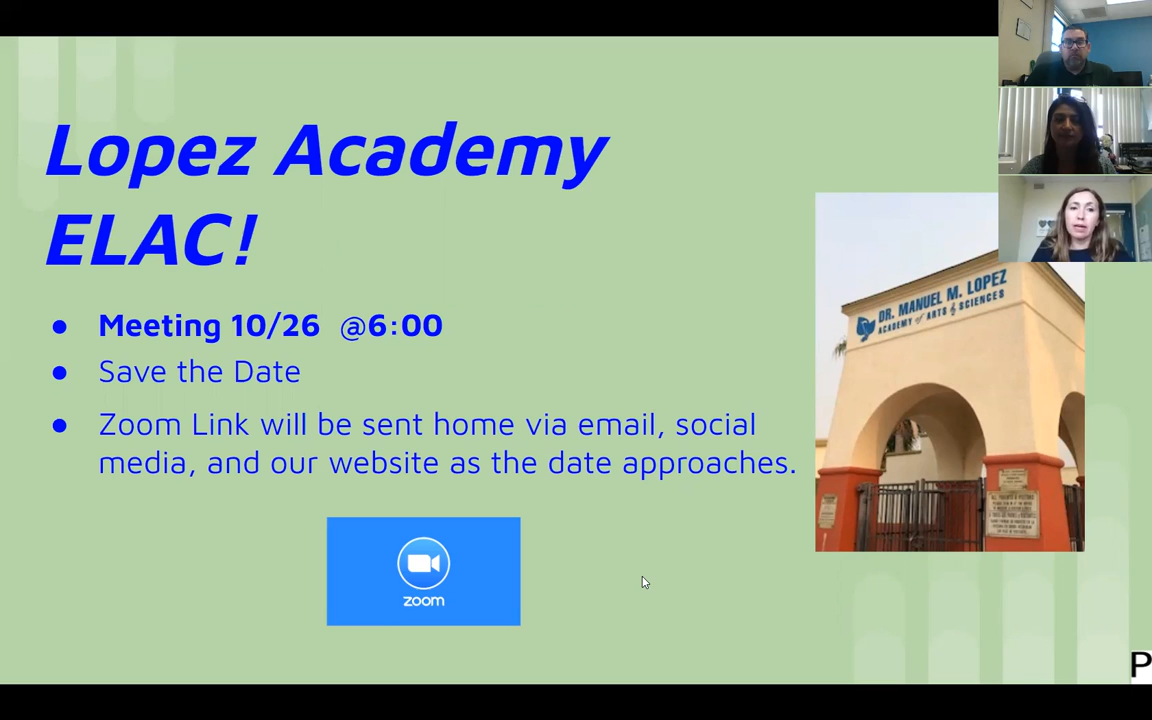 Lopez Academy
ELAC!
● Meeting 10/26 @6:00
● Save the Date
● Zoom Link will be sent home via email, social
media, and our website as the date approaches.
zoom
DR. MANUEL M. LOPEZ
ACADEMY of ARTS & SCIENCES
P